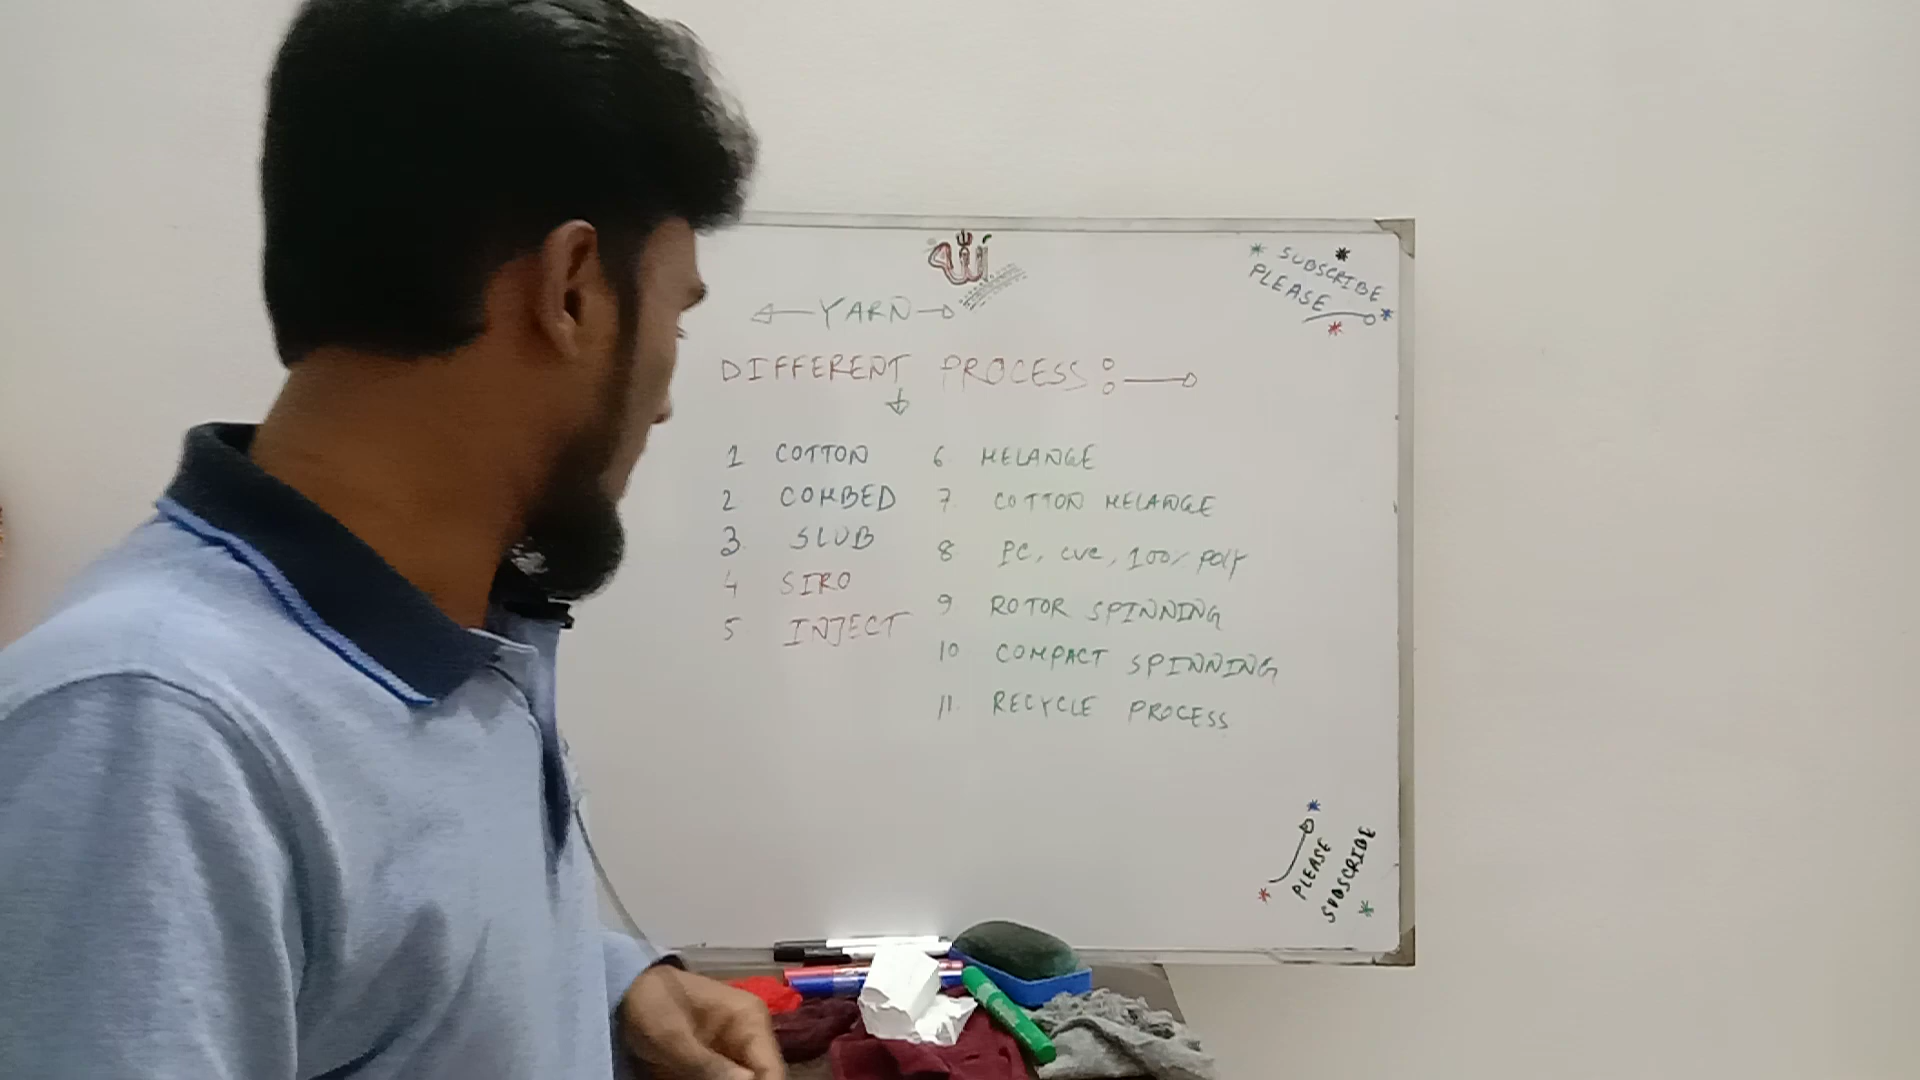 الله
YARN
DIFFERENT PROCESS:
1 COTTON
2 COMBED
3. SLUB
4 SIRO
5 INJECT
6 MELANGE
7. COTTON MELANGE
8 PC, CVC, 100% POLY
9 ROTOR SPINNING
10 COMPACT SPINNING
11. RECYCLE PROCESS
SUBSCRIBE
PLEASE
PLEASE
SUBSCRIBE